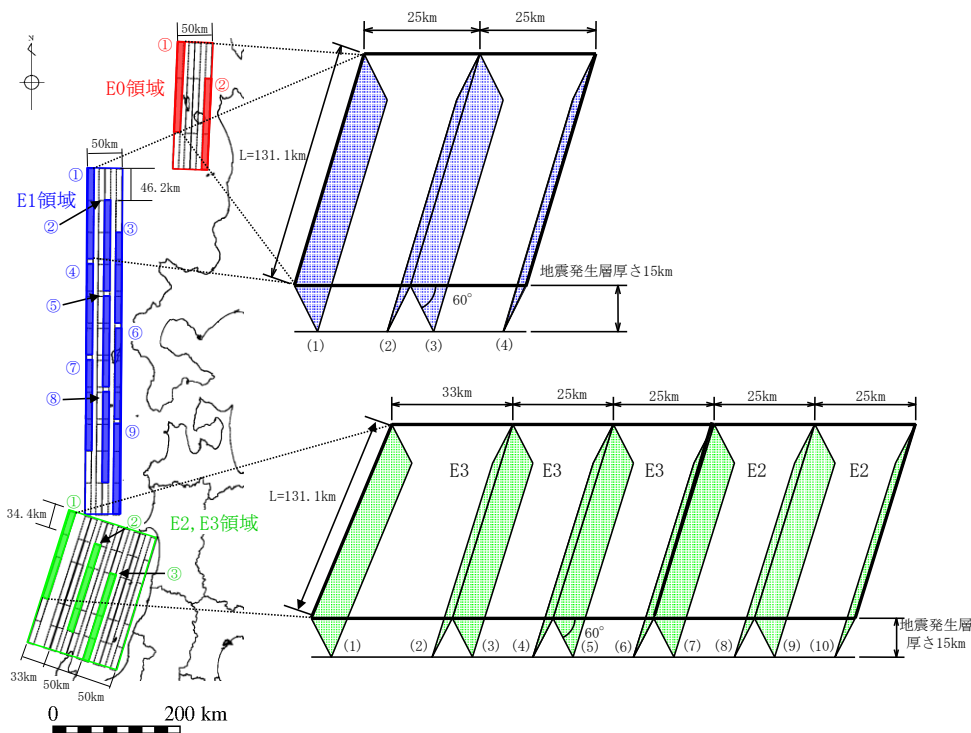 N
50km
①
②
E0領域
50km
①
46.2km
E1領域
②
③
④
⑤
⑥
⑦
⑧
⑨
①
34.4km
②
E2,E3領域
③
33km
50km
50km
0
200 km
25km
25km
L=131.1km
地震発生層厚さ15km
60°
(1)
(2)
(3)
(4)
33km
25km
25km
25km
25km
L=131.1km
E3
E3
E3
E2
E2
地震発生層
厚さ15km
60°
(1)
(2)
(3)
(4)
(5)
(6)
(7)
(8)
(9)
(10)